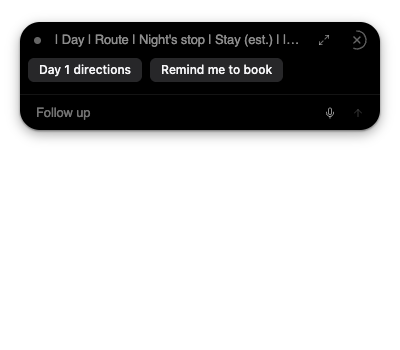 | Day | Route | Night's stop | Stay (est.) | I...
Day 1 directions Remind me to book
Follow up